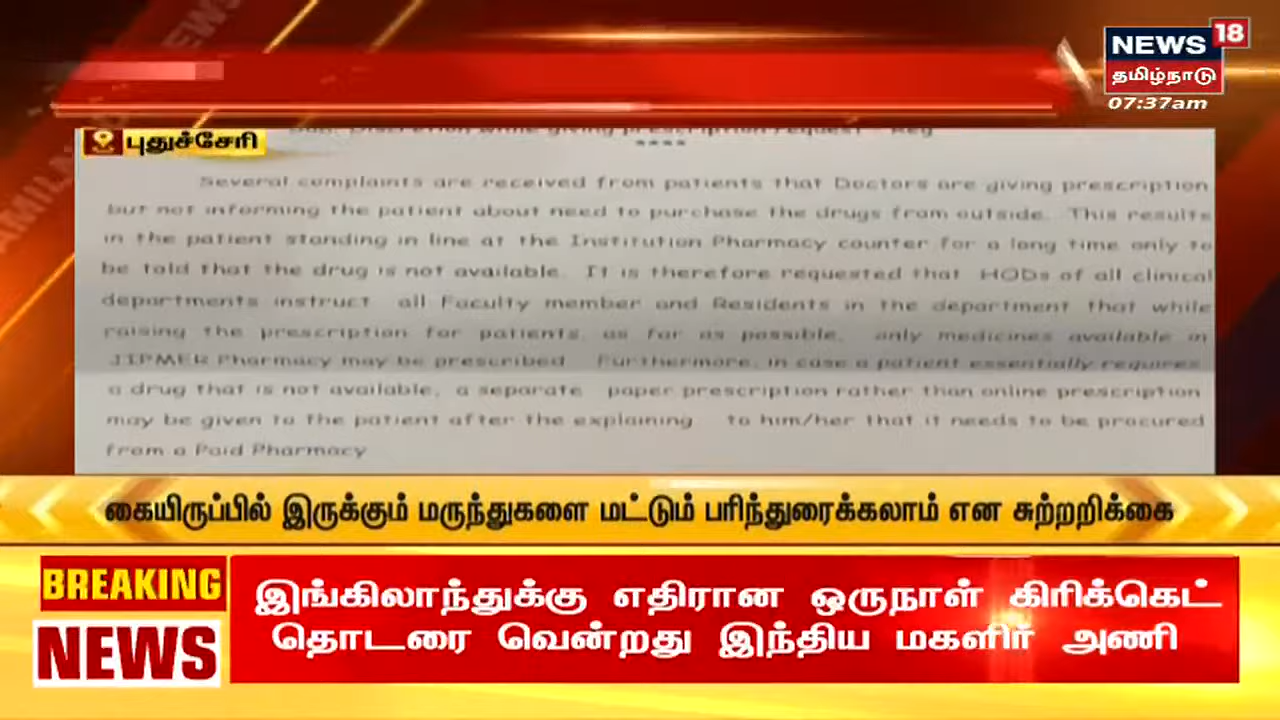 NEWS 18
தமிழ்நாடு
07:37am
புதுச்சேரி
Sub: Discretion while giving prescription request - Reg
****
Several complaints are received from patients that Doctors are giving prescription
but not informing the patient about need to purchase the drugs from outside. This results
in the patient standing in line at the Institution Pharmacy counter for a long time only to
be told that the drug is not available. It is therefore requested that HODs of all clinical
departments instruct all Faculty member and Residents in the department that while
raising the prescription for patients, as far as possible, only medicines available in
JIPMER Pharmacy may be prescribed. Furthermore, in case a patient essentially requires
a drug that is not available, a separate paper prescription rather than online prescription
may be given to the patient after the explaining to him/her that it needs to be procured
from a Paid Pharmacy
கையிருப்பில் இருக்கும் மருந்துகளை மட்டும் பரிந்துரைக்கலாம் என சுற்றறிக்கை
BREAKING
NEWS
இங்கிலாந்துக்கு எதிரான ஒருநாள் கிரிக்கெட்
தொடரை வென்றது இந்திய மகளிர் அணி